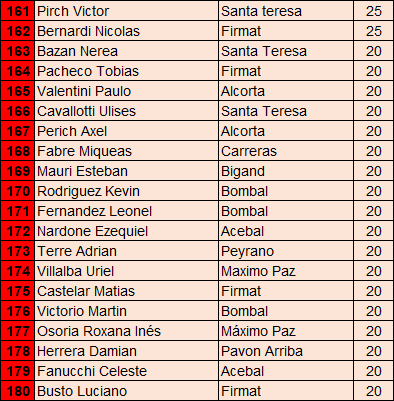 161 Pirch Victor Santa teresa 25
162 Bernardi Nicolas Firmat 25
163 Bazan Nerea Santa Teresa 20
164 Pacheco Tobias Firmat 20
165 Valentini Paulo Alcorta 20
166 Cavallotti Ulises Santa Teresa 20
167 Perich Axel Alcorta 20
168 Fabre Miqueas Carreras 20
169 Mauri Esteban Bigand 20
170 Rodriguez Kevin Bombal 20
171 Fernandez Leonel Bombal 20
172 Nardone Ezequiel Acebal 20
173 Terre Adrian Peyrano 20
174 Villalba Uriel Maximo Paz 20
175 Castelar Matias Firmat 20
176 Victorio Martin Bombal 20
177 Osoria Roxana Inés Máximo Paz 20
178 Herrera Damian Pavon Arriba 20
179 Fanucchi Celeste Acebal 20
180 Busto Luciano Firmat 20